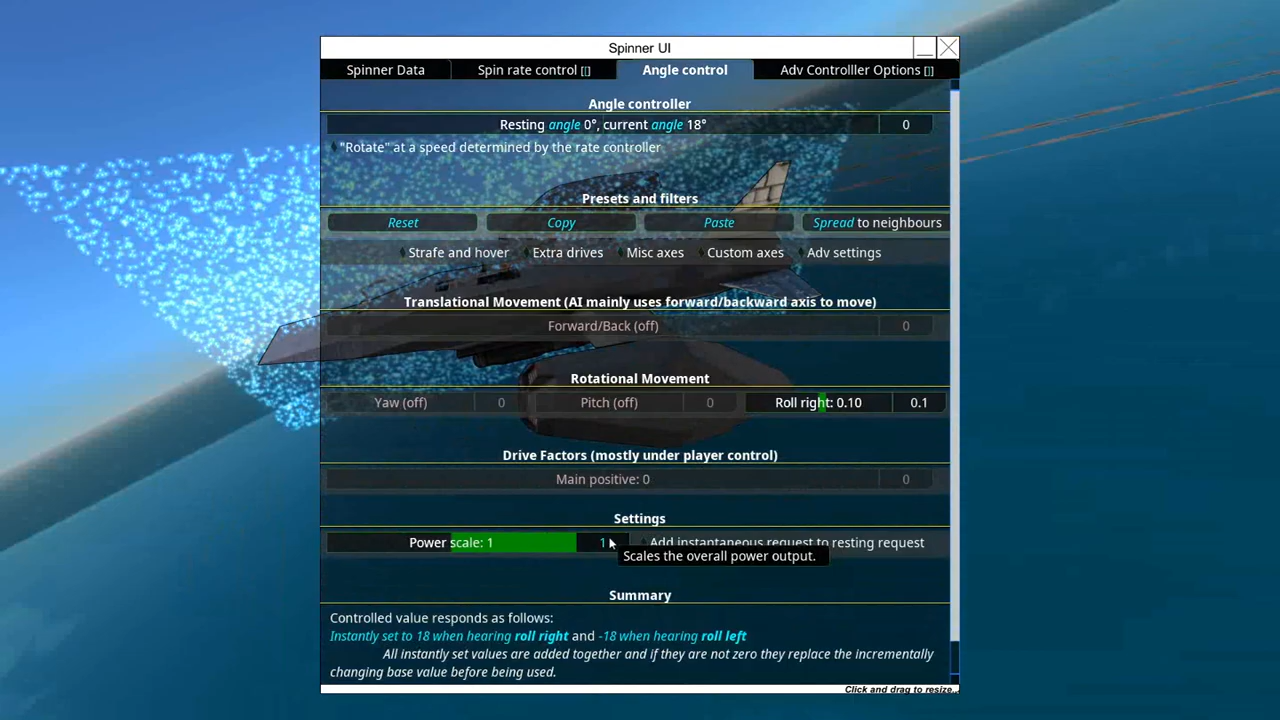 Spinner UI
Spinner Data
Spin rate control [[]
Angle control
Adv Controlller Options []]
Angle controller
Resting angle 0°, current angle 18°
0
"Rotate" at a speed determined by the rate controller
Presets and filters
Reset
Copy
Paste
Spread to neighbours
Strafe and hover
Extra drives
Misc axes
Custom axes
Adv settings
Translational Movement (AI mainly uses forward/backward axis to move)
Forward/Back (off)
0
Rotational Movement
Yaw (off)
0
Pitch (off)
0
Roll right: 0.10
0.1
Drive Factors (mostly under player control)
Main positive: 0
0
Settings
Power scale: 1
1
Add instantaneous request to resting request
Scales the overall power output.
Summary
Controlled value responds as follows:
Instantly set to 18 when hearing roll right and -18 when hearing roll left
All instantly set values are added together and if they are not zero they replace the incrementally
changing base value before being used.
Click and drag to resize..